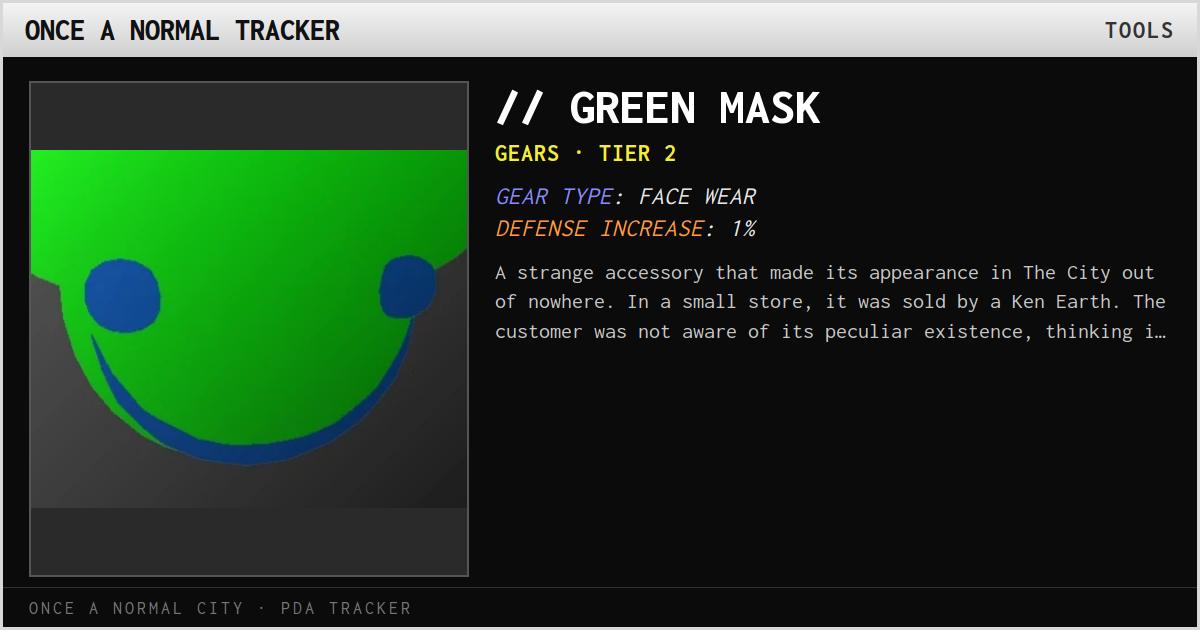 ONCE A NORMAL TRACKER
TOOLS
// GREEN MASK
GEARS · TIER 2
GEAR TYPE: FACE WEAR
DEFENSE INCREASE: 1%
A strange accessory that made its appearance in The City out
of nowhere. In a small store, it was sold by a Ken Earth. The
customer was not aware of its peculiar existence, thinking i…
ONCE A NORMAL CITY · PDA TRACKER